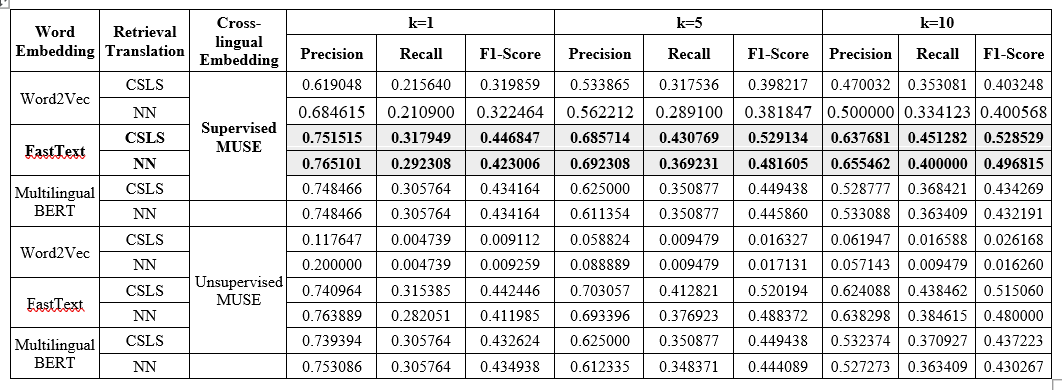 Word Embedding Retrieval Translation Cross-lingual Embedding k=1 k=5 k=10
Precision Recall F1-Score Precision Recall F1-Score Precision Recall F1-Score
Word2Vec CSLS Supervised MUSE 0.619048 0.215640 0.319859 0.533865 0.317536 0.398217 0.470032 0.353081 0.403248
NN 0.684615 0.210900 0.322464 0.562212 0.289100 0.381847 0.500000 0.334123 0.400568
FastText CSLS 0.751515 0.317949 0.446847 0.685714 0.430769 0.529134 0.637681 0.451282 0.528529
NN 0.765101 0.292308 0.423006 0.692308 0.369231 0.481605 0.655462 0.400000 0.496815
Multilingual BERT CSLS 0.748466 0.305764 0.434164 0.625000 0.350877 0.449438 0.528777 0.368421 0.434269
NN 0.748466 0.305764 0.434164 0.611354 0.350877 0.445860 0.533088 0.363409 0.432191
Word2Vec CSLS Unsupervised MUSE 0.117647 0.004739 0.009112 0.058824 0.009479 0.016327 0.061947 0.016588 0.026168
NN 0.200000 0.004739 0.009259 0.088889 0.009479 0.017131 0.057143 0.009479 0.016260
FastText CSLS 0.740964 0.315385 0.442446 0.703057 0.412821 0.520194 0.624088 0.438462 0.515060
NN 0.763889 0.282051 0.411985 0.693396 0.376923 0.488372 0.638298 0.384615 0.480000
Multilingual BERT CSLS 0.739394 0.305764 0.432624 0.625000 0.350877 0.449438 0.532374 0.370927 0.437223
NN 0.753086 0.305764 0.434938 0.612335 0.348371 0.444089 0.527273 0.363409 0.430267